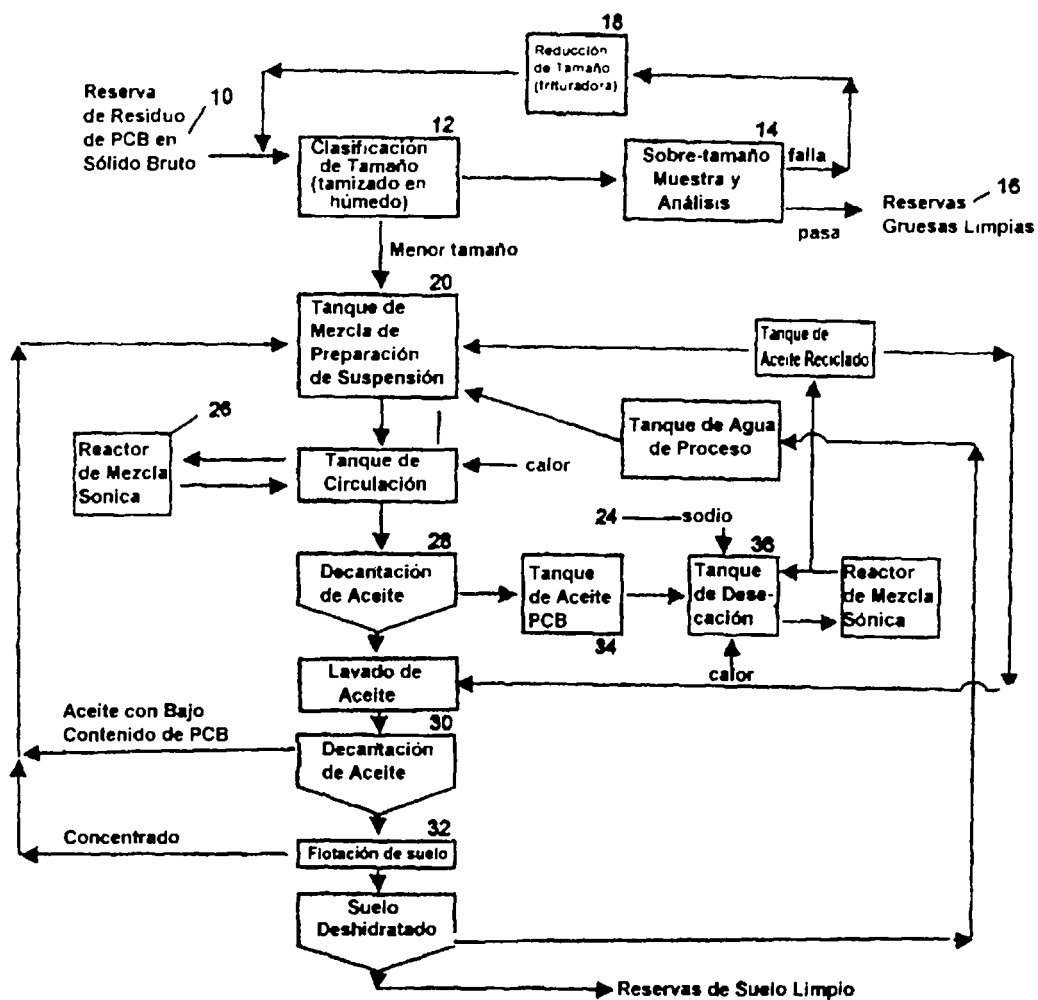 18
Reducción
de Tamaño
(trituradora)
Reserva
de Residuo
de PCB en
Sólido Bruto
10
12
Clasificación
de Tamaño
(tamizado en
húmedo)
14
Sobre-tamaño
Muestra y
Análisis
falla
pasa
16
Reservas
Gruesas Limpias
Menor tamaño
20
Tanque de
Mezcla de
Preparación
de Suspensión
Tanque de
Aceite Reciclado
Tanque de Agua
de Proceso
26
Reactor
de Mezcla
Sonica
Tanque de
Circulación
calor
24
sodio
28
Decantación
de Aceite
Tanque
de Aceite
PCB
34
36
Tanque
de Dese-
cación
Reactor
de Mezcla
Sónica
calor
Lavado de
Aceite
Aceite con Bajo
Contenido de PCB
30
Decantación
de Aceite
32
Concentrado
Flotación de suelo
Suelo
Deshidratado
Reservas de Suelo Limpio